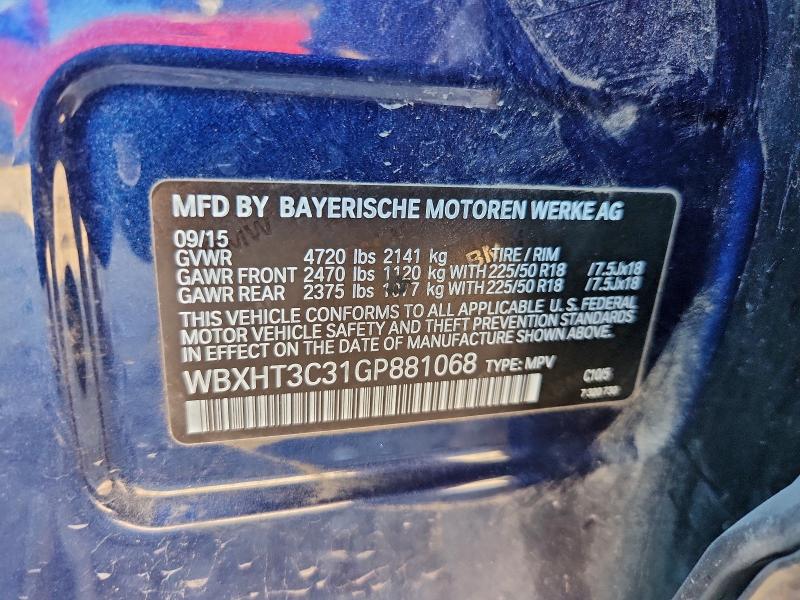 MFD BY BAYERISCHE MOTOREN WERKE AG
09/15
GVWR 4720 lbs 2141 kg TIRE / RIM
GAWR FRONT 2470 lbs 1120 kg WITH 225/50 R18 /7.5Jx18
GAWR REAR 2375 lbs 1077 kg WITH 225/50 R18 /7.5Jx18
THIS VEHICLE CONFORMS TO ALL APPLICABLE U.S. FEDERAL
MOTOR VEHICLE SAFETY AND THEFT PREVENTION STANDARDS
IN EFFECT ON THE DATE OF MANUFACTURE SHOWN ABOVE.
WBXHT3C31GP881068 TYPE: MPV
C10/5